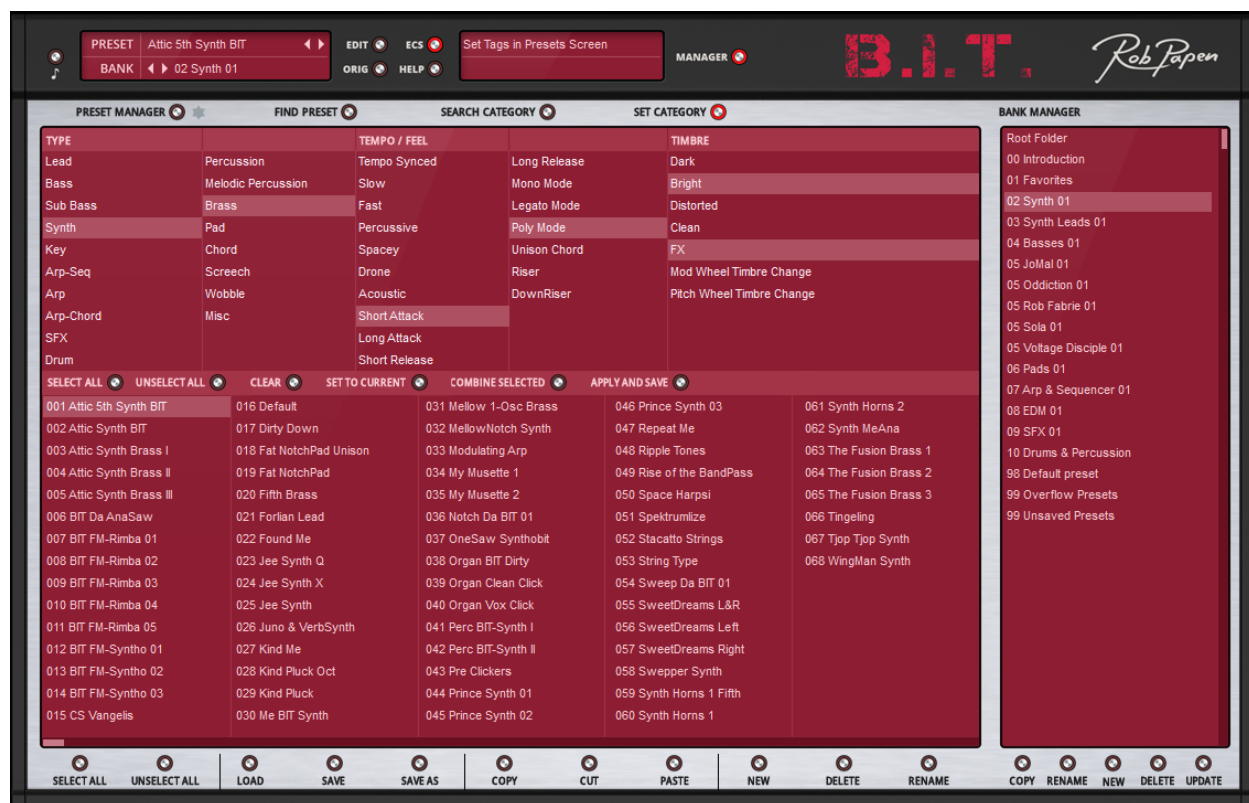 PRESET Attic 5th Synth BIT
BANK 02 Synth 01
EDIT ECS
ORIG HELP
Set Tags in Presets Screen
MANAGER
B.I.T.
Rob Papen
PRESET MANAGER FIND PRESET SEARCH CATEGORY SET CATEGORY BANK MANAGER
TYPE TEMPO / FEEL TIMBRE
Lead Percussion Tempo Synced Long Release Dark
Bass Melodic Percussion Slow Mono Mode Bright
Sub Bass Brass Fast Legato Mode Distorted
Synth Pad Percussive Poly Mode Clean
Key Chord Spacey Unison Chord FX
Arp-Seq Screech Drone Riser Mod Wheel Timbre Change
Arp Wobble Acoustic DownRiser Pitch Wheel Timbre Change
Arp-Chord Misc Short Attack
SFX Long Attack
Drum Short Release
SELECT ALL UNSELECT ALL CLEAR SET TO CURRENT COMBINE SELECTED APPLY AND SAVE
001 Attic 5th Synth BIT 016 Default 031 Mellow 1-Osc Brass 046 Prince Synth 03 061 Synth Horns 2
002 Attic Synth BIT 017 Dirty Down 032 MellowNotch Synth 047 Repeat Me 062 Synth MeAna
003 Attic Synth Brass I 018 Fat NotchPad Unison 033 Modulating Arp 048 Ripple Tones 063 The Fusion Brass 1
004 Attic Synth Brass II 019 Fat NotchPad 034 My Musette 1 049 Rise of the BandPass 064 The Fusion Brass 2
005 Attic Synth Brass III 020 Fifth Brass 035 My Musette 2 050 Space Harpsi 065 The Fusion Brass 3
006 BIT Da AnaSaw 021 Forlian Lead 036 Notch Da BIT 01 051 Spektrumlize 066 Tingeling
007 BIT FM-Rimba 01 022 Found Me 037 OneSaw Synthobit 052 Stacatto Strings 067 Tjop Tjop Synth
008 BIT FM-Rimba 02 023 Jee Synth Q 038 Organ BIT Dirty 053 String Type 068 WingMan Synth
009 BIT FM-Rimba 03 024 Jee Synth X 039 Organ Clean Click 054 Sweep Da BIT 01
010 BIT FM-Rimba 04 025 Jee Synth 040 Organ Vox Click 055 SweetDreams L&R
011 BIT FM-Rimba 05 026 Juno & VerbSynth 041 Perc BIT-Synth I 056 SweetDreams Left
012 BIT FM-Syntho 01 027 Kind Me 042 Perc BIT-Synth II 057 SweetDreams Right
013 BIT FM-Syntho 02 028 Kind Pluck Oct 043 Pre Clickers 058 Swepper Synth
014 BIT FM-Syntho 03 029 Kind Pluck 044 Prince Synth 01 059 Synth Horns 1 Fifth
015 CS Vangelis 030 Me BIT Synth 045 Prince Synth 02 060 Synth Horns 1
Root Folder
00 Introduction
01 Favorites
02 Synth 01
03 Synth Leads 01
04 Basses 01
05 JoMal 01
05 Oddiction 01
05 Rob Fabrie 01
05 Sola 01
05 Voltage Disciple 01
06 Pads 01
07 Arp & Sequencer 01
08 EDM 01
09 SFX 01
10 Drums & Percussion
98 Default preset
99 Overflow Presets
99 Unsaved Presets
SELECT ALL UNSELECT ALL LOAD SAVE SAVE AS COPY CUT PASTE NEW DELETE RENAME COPY RENAME NEW DELETE UPDATE